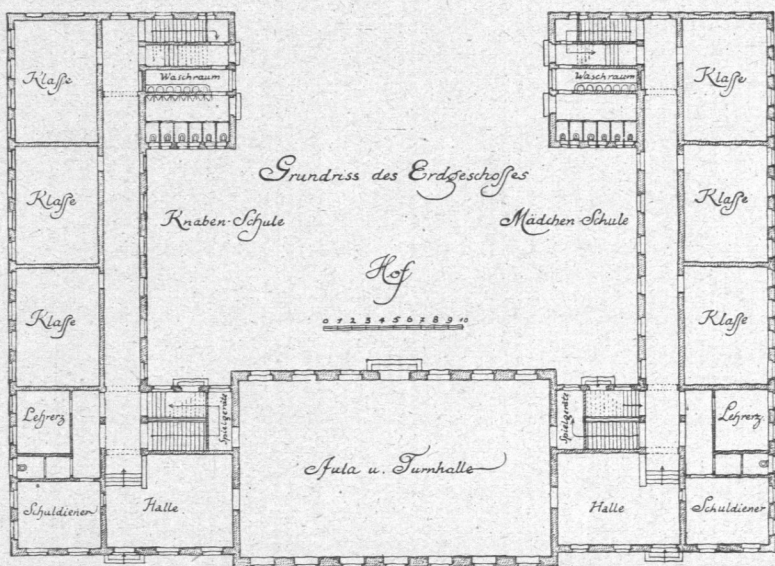 Klasse
Waschraum
Waschraum
Klasse
Grundriss des Erdgeschosses
Klasse
Knaben-Schule
Mädchen Schule
Klasse
Hof
0 1 2 3 4 5 6 7 8 9 10
Klasse
Klasse
Lehrerz.
Spielgeräte
Spielgeräte
Lehrerz.
Aula u. Turnhalle
Schuldiener
Halle
Halle
Schuldiener